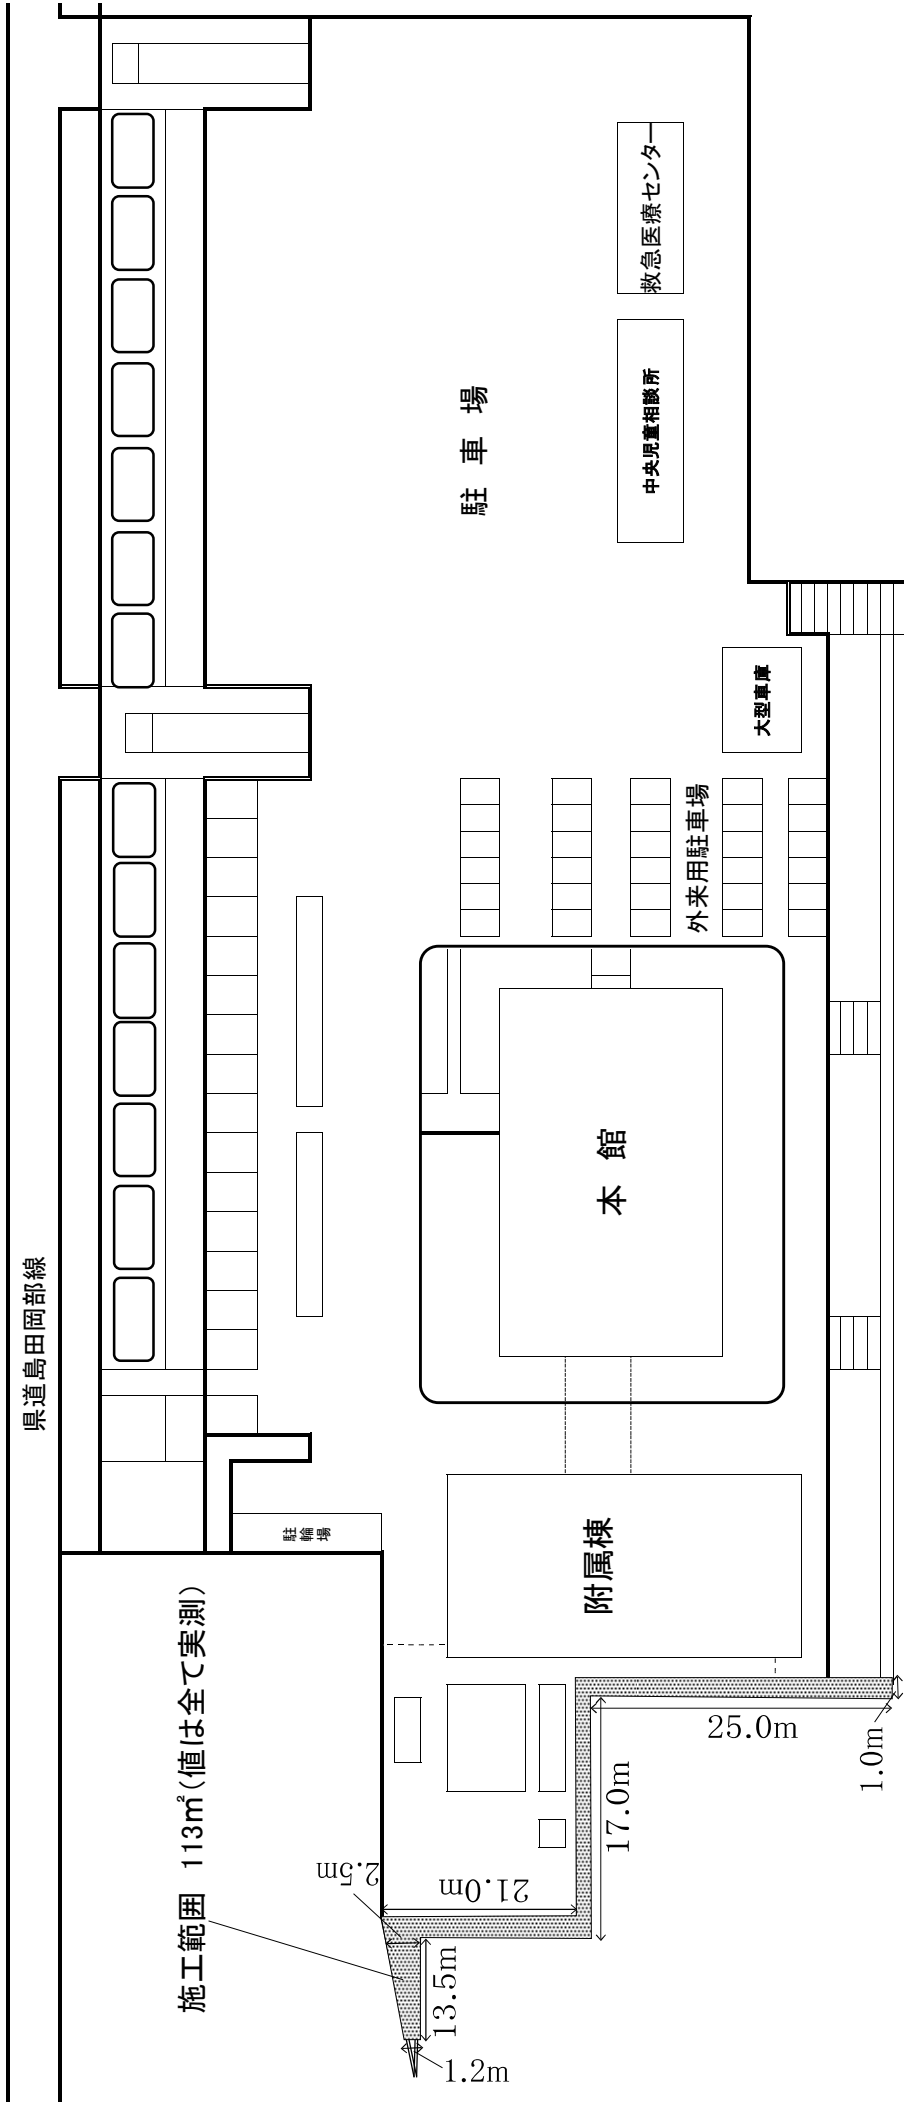 救急医療センター
中央児童相談所
駐　車　場
大型車庫
外来用駐車場
本　館
県道島田岡部線
附属棟
駐輪場
施工範囲　113㎡(値は全て実測)
25.0m
1.0m
17.0m
2.5m
21.0m
13.5m
1.2m